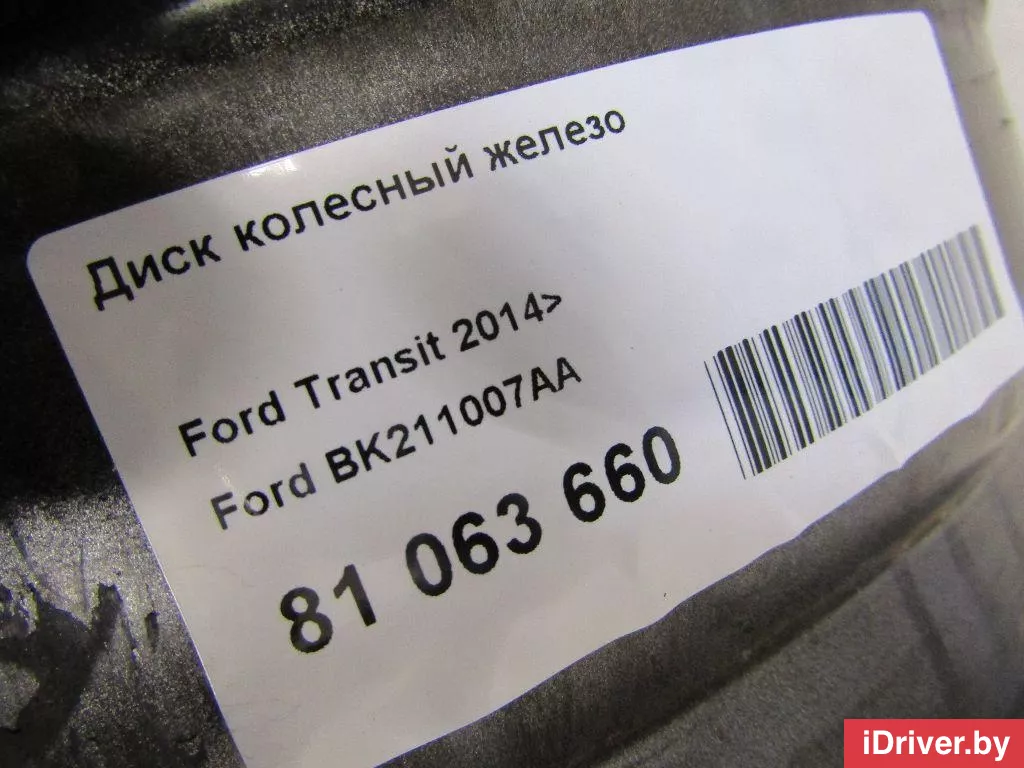 Диск колесный железо
Ford Transit 2014>
Ford BK211007AA
81 063 660
iDriver.by